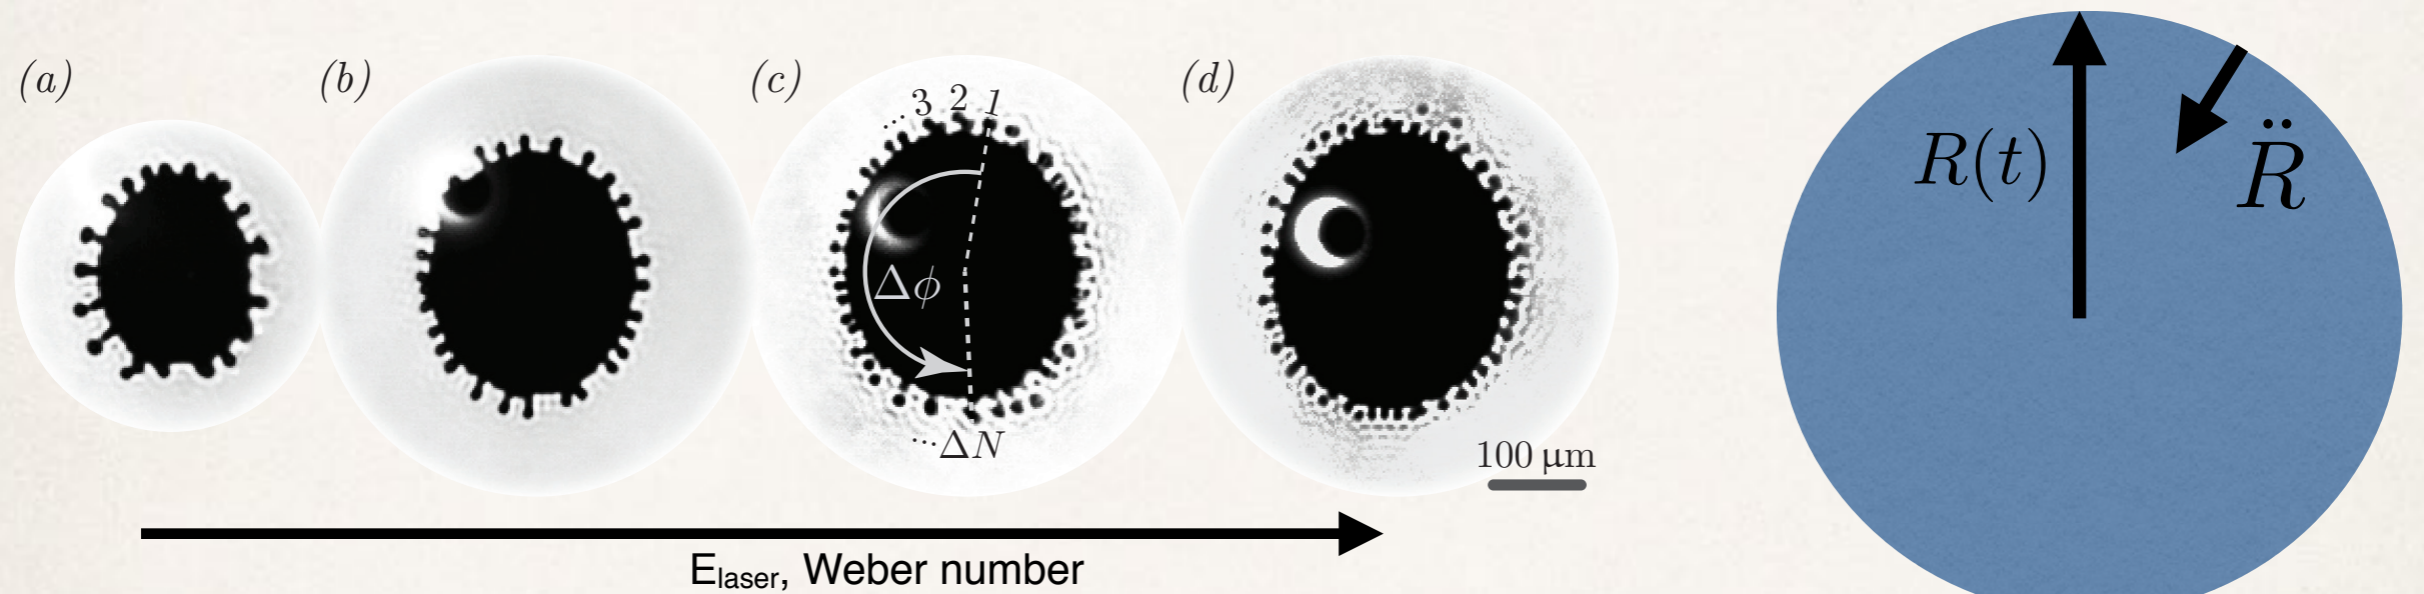 (a)
(b)
(c)
(d)
... 3 2 1
Δϕ
...ΔN
100 μm
E_laser, Weber number
R(t)
R̈